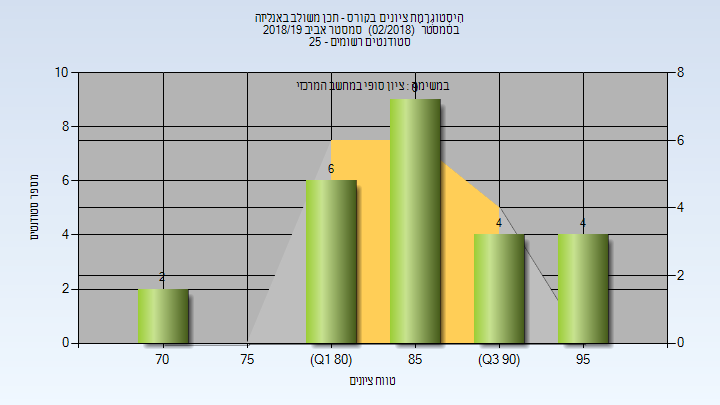 היסטוגרמת ציונים בקורס - תכן משולב באנליזה
בסמסטר (02/2018) סמסטר אביב 2018/19
סטודנטים רשומים - 25
במשימה : ציון סופי במחשב המרכזי
מספר סטודנטים
10
8
6
4
2
0
8
6
4
2
0
2
6
9
4
4
70
75
(Q1 80)
85
(Q3 90)
95
טווח ציונים